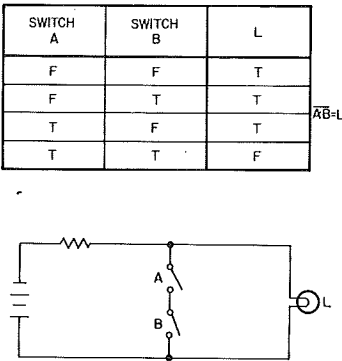 SWITCH A SWITCH B L
F F T
F T T
T F T
T T F
A̅B̅=L
A
B
L